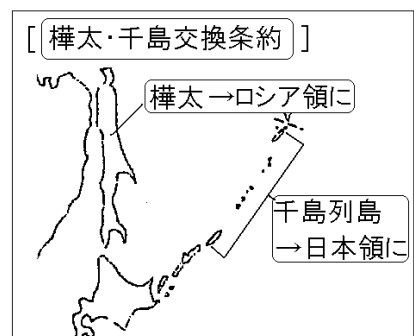 [樺太・千島交換条約]
樺太→ロシア領に
千島列島
→日本領に